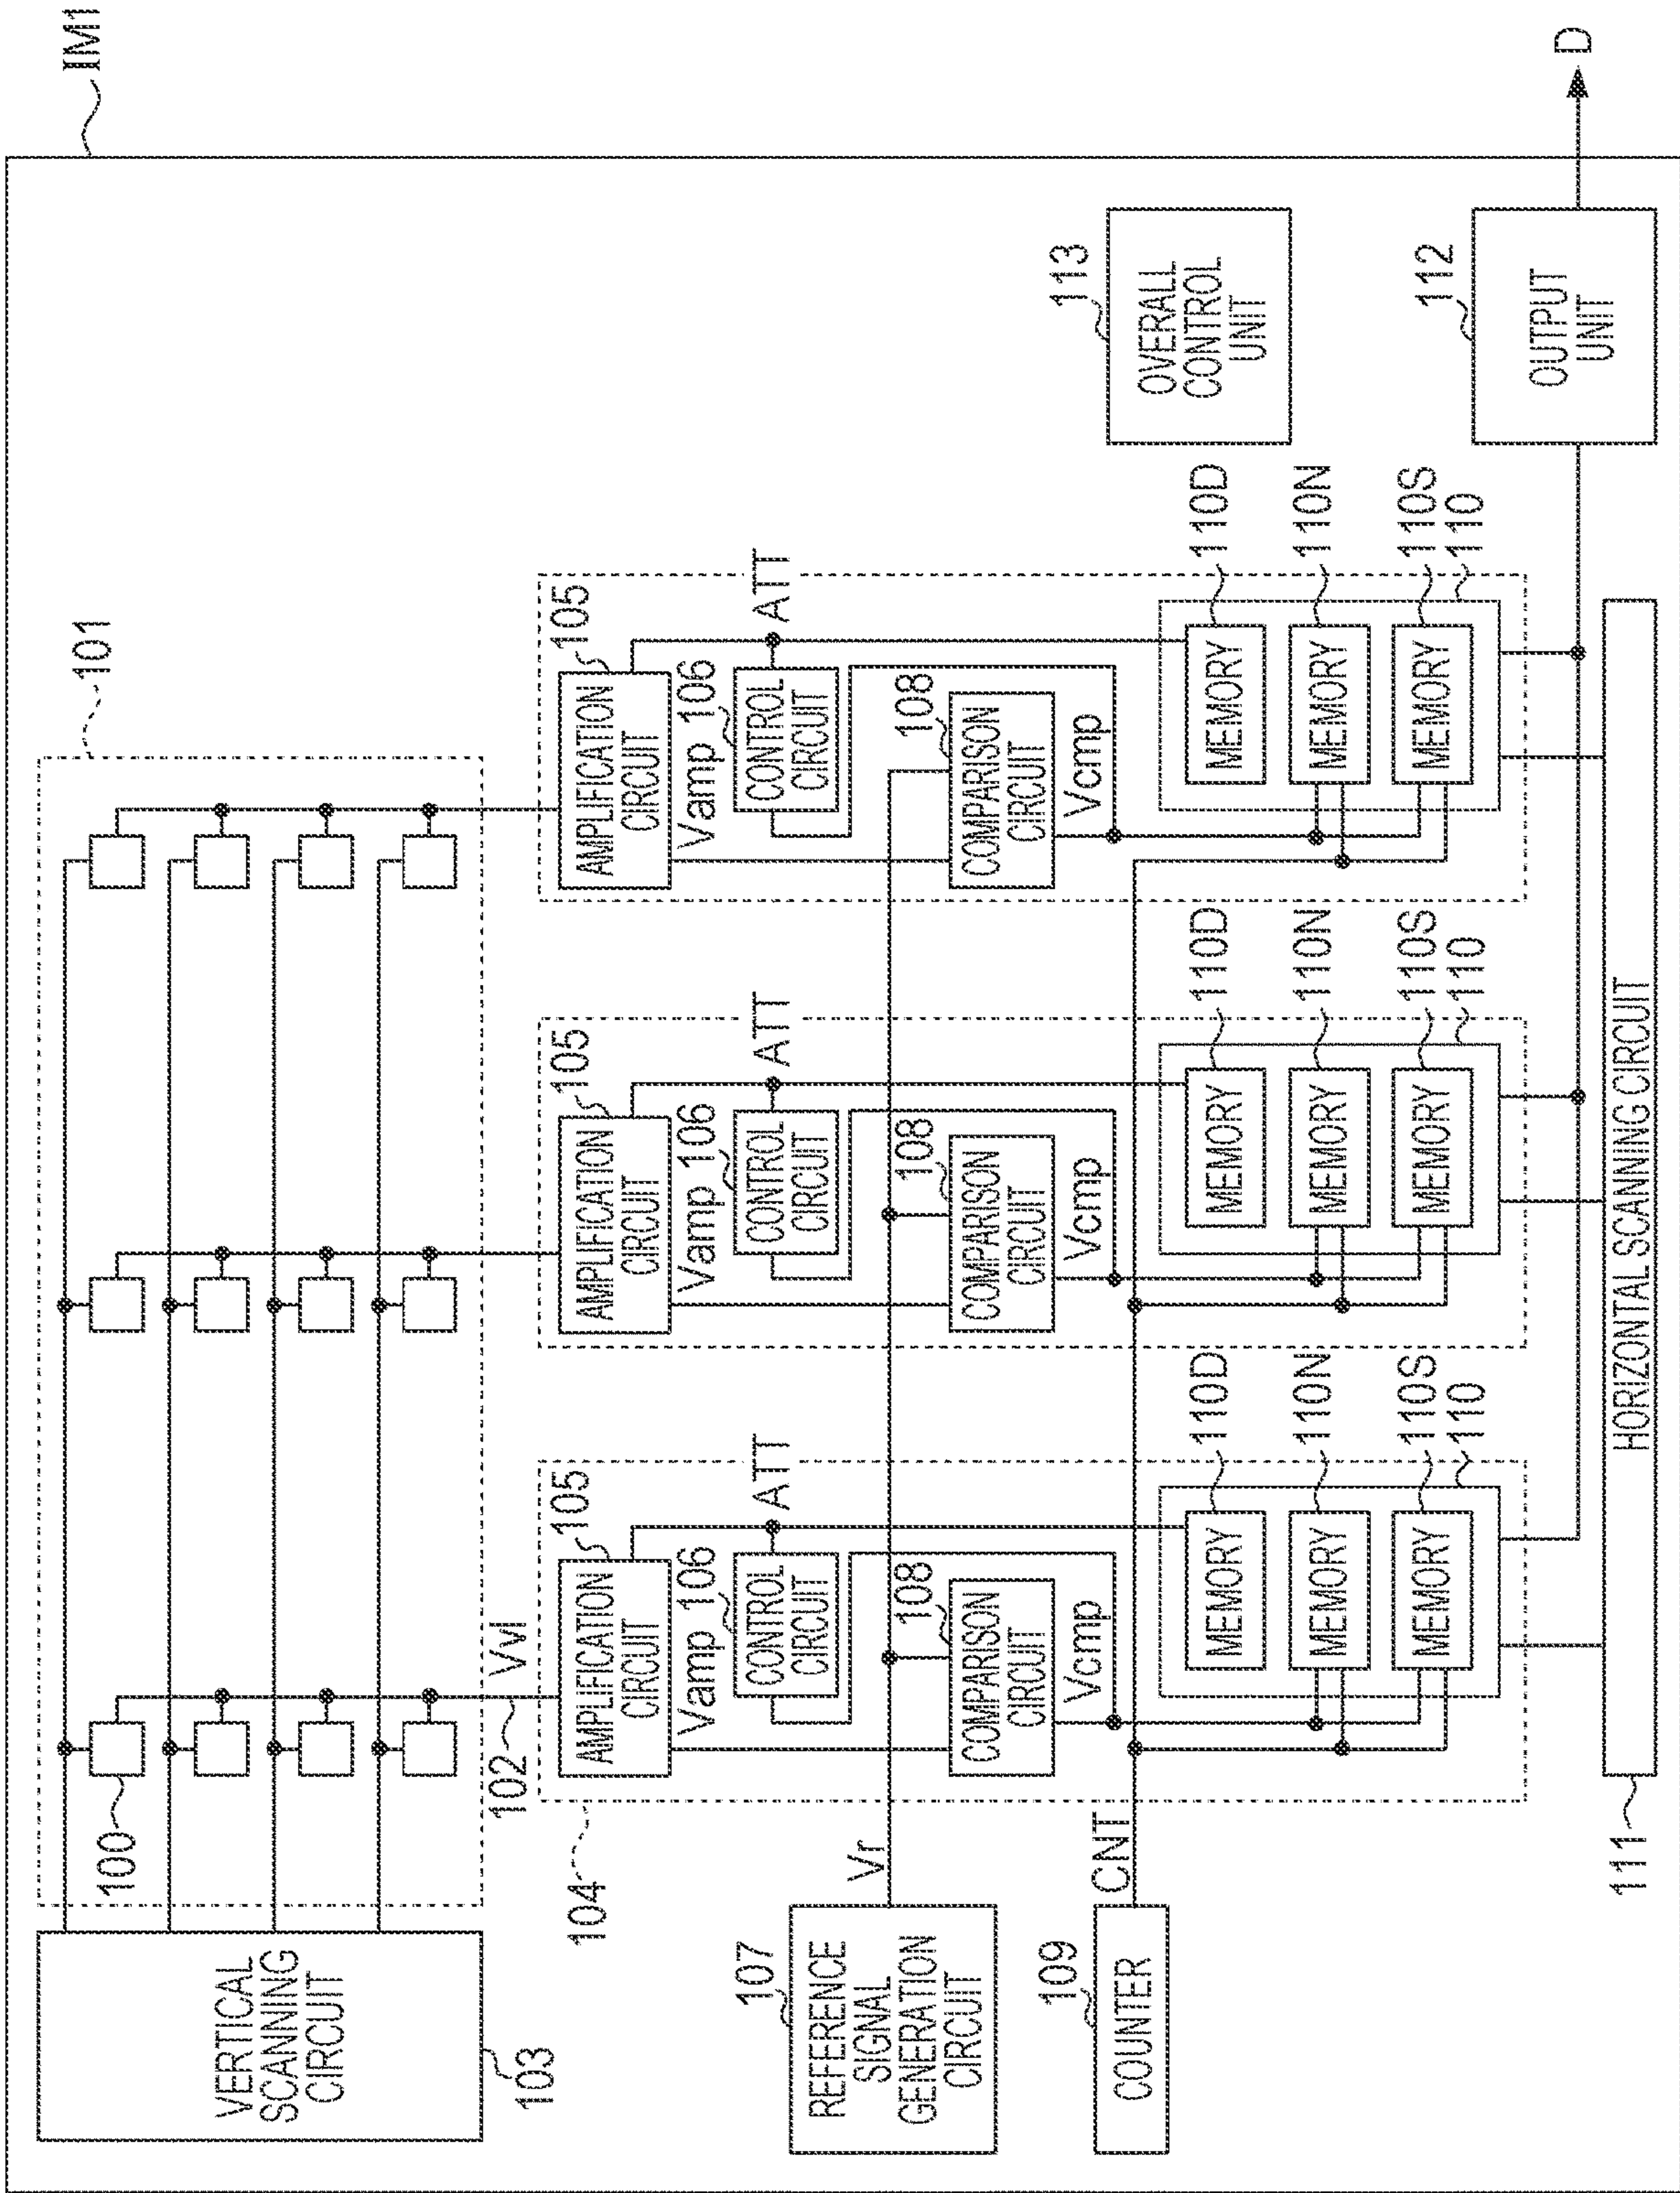 IM1
101
VERTICAL
SCANNING
CIRCUIT
103
100
102
Vvl
104
105
AMPLIFICATION
CIRCUIT
Vamp
106
CONTROL
CIRCUIT
ATT
105
AMPLIFICATION
CIRCUIT
Vamp
106
CONTROL
CIRCUIT
ATT
105
AMPLIFICATION
CIRCUIT
Vamp
106
CONTROL
CIRCUIT
ATT
107
REFERENCE
SIGNAL
GENERATION
CIRCUIT
Vr
108
COMPARISON
CIRCUIT
Vcmp
108
COMPARISON
CIRCUIT
Vcmp
108
COMPARISON
CIRCUIT
Vcmp
109
COUNTER
CNT
MEMORY
110D
MEMORY
110N
MEMORY
110S
110
MEMORY
110D
MEMORY
110N
MEMORY
110S
110
MEMORY
110D
MEMORY
110N
MEMORY
110S
110
113
OVERALL
CONTROL
UNIT
112
OUTPUT
UNIT
D
111
HORIZONTAL SCANNING CIRCUIT